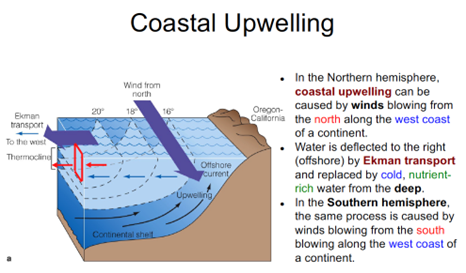 Coastal Upwelling
Wind from
north
Ekman
transport
To the west
Thermocline
20°
18°
16°
Oregon-
California
Offshore
current
Upwelling
Continental shelf
a
• In the Northern hemisphere,
coastal upwelling can be
caused by winds blowing from
the north along the west coast
of a continent.
• Water is deflected to the right
(offshore) by Ekman transport
and replaced by cold, nutrient-
rich water from the deep.
• In the Southern hemisphere,
the same process is caused by
winds blowing from the south
blowing along the west coast of
a continent.